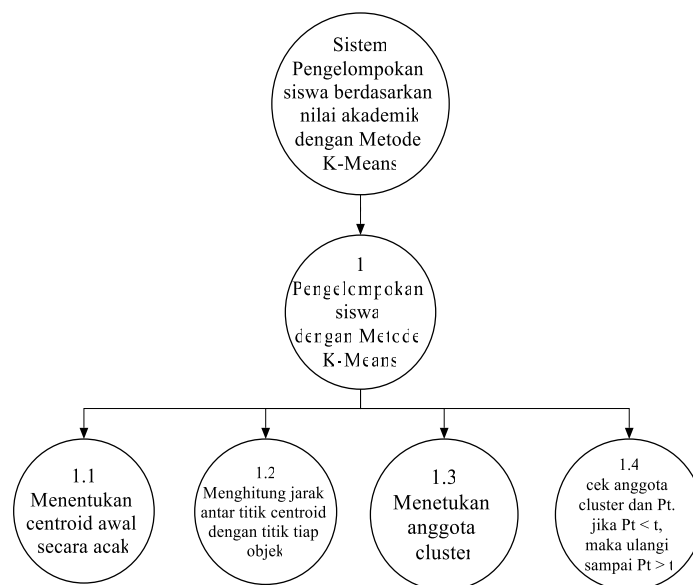 Sistem
Pengelompokan
siswa berdasarkan
nilai akademik
dengan Metode
K-Means
1
Pengelompokan
siswa
dengan Metode
K-Means
1.1
Menentukan
centroid awal
secara acak
1.2
Menghitung jarak
antar titik centroid
dengan titik tiap
objek
1.3
Menetukan
anggota
cluster
1.4
cek anggota
cluster dan Pt.
jika Pt < t,
maka ulangi
sampai Pt > t